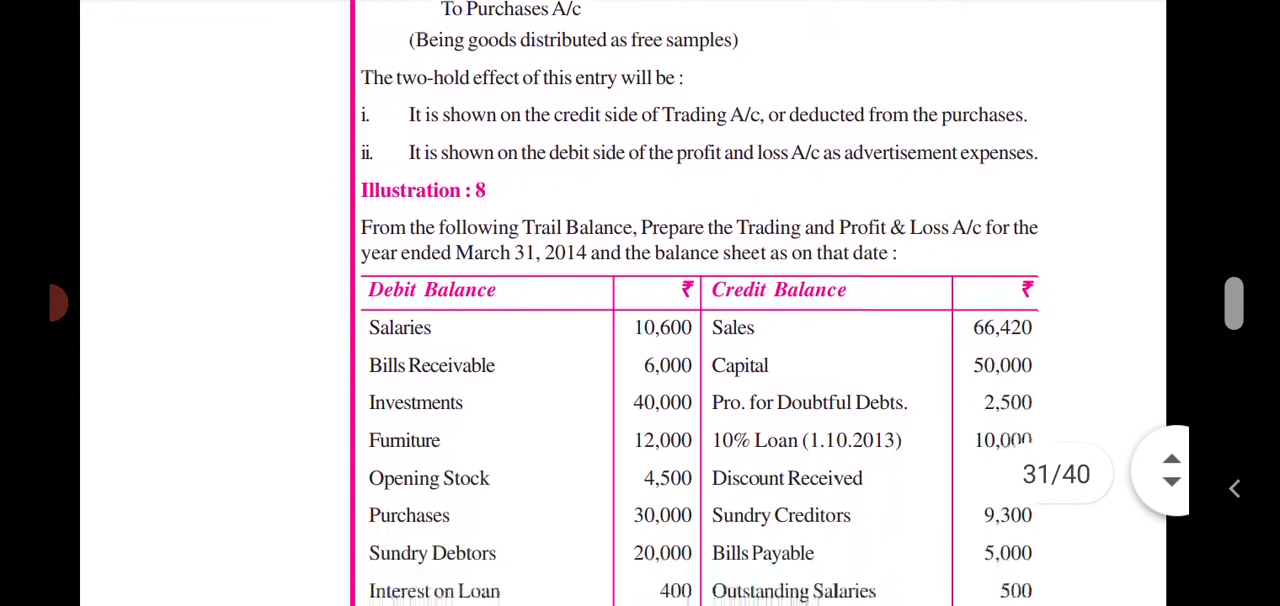 To Purchases A/c
(Being goods distributed as free samples)
The two-hold effect of this entry will be :
i. It is shown on the credit side of Trading A/c, or deducted from the purchases.
ii. It is shown on the debit side of the profit and loss A/c as advertisement expenses.
Illustration : 8
From the following Trail Balance, Prepare the Trading and Profit & Loss A/c for the
year ended March 31, 2014 and the balance sheet as on that date :
Debit Balance ₹ Credit Balance ₹
Salaries 10,600 Sales 66,420
Bills Receivable 6,000 Capital 50,000
Investments 40,000 Pro. for Doubtful Debts. 2,500
Furniture 12,000 10% Loan (1.10.2013) 10,000
Opening Stock 4,500 Discount Received
31/40
Purchases 30,000 Sundry Creditors 9,300
Sundry Debtors 20,000 Bills Payable 5,000
Interest on Loan 400 Outstanding Salaries 500